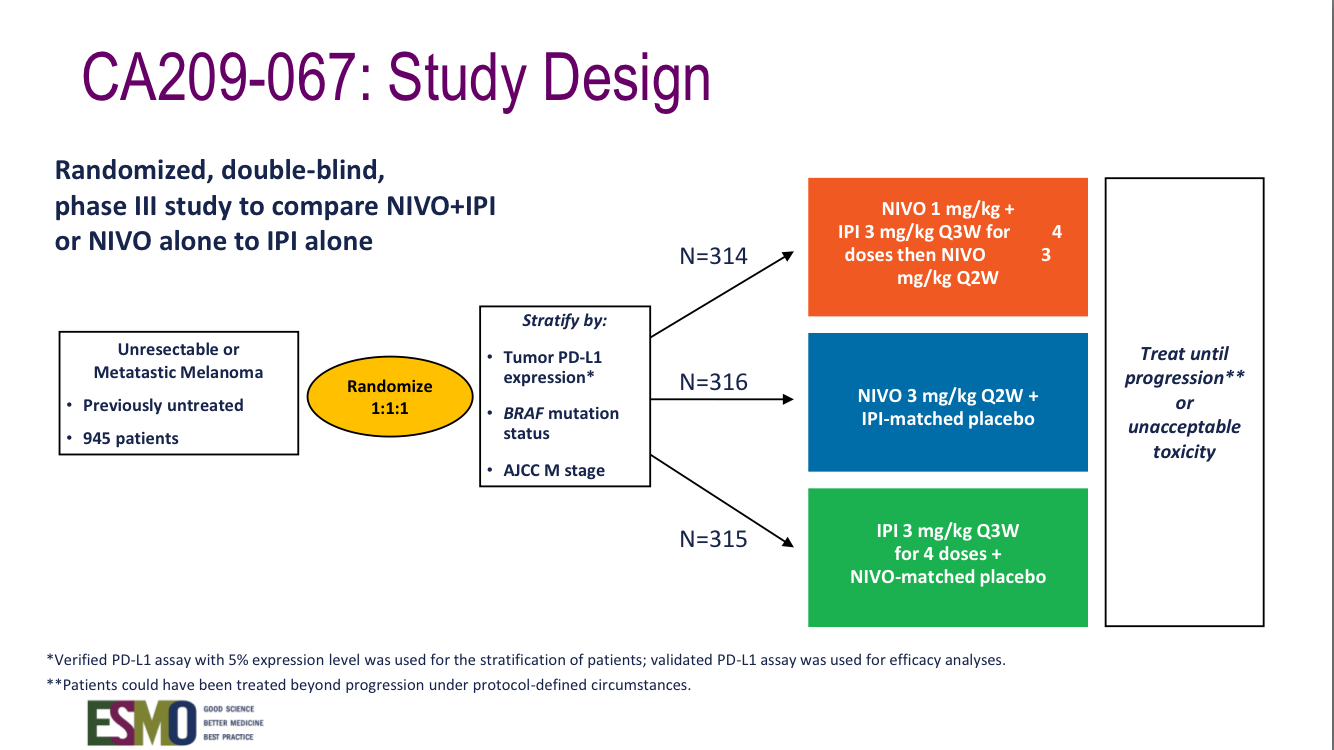 CA209-067: Study Design
Randomized, double-blind,
phase III study to compare NIVO+IPI
or NIVO alone to IPI alone
Unresectable or
Metatastic Melanoma
• Previously untreated
• 945 patients
Randomize
1:1:1
Stratify by:
• Tumor PD-L1
expression*
• BRAF mutation
status
• AJCC M stage
N=314
N=316
N=315
NIVO 1 mg/kg +
IPI 3 mg/kg Q3W for 4
doses then NIVO 3
mg/kg Q2W
NIVO 3 mg/kg Q2W +
IPI-matched placebo
IPI 3 mg/kg Q3W
for 4 doses +
NIVO-matched placebo
Treat until
progression**
or
unacceptable
toxicity
*Verified PD-L1 assay with 5% expression level was used for the stratification of patients; validated PD-L1 assay was used for efficacy analyses.
**Patients could have been treated beyond progression under protocol-defined circumstances.
ESMO
GOOD SCIENCE
BETTER MEDICINE
BEST PRACTICE